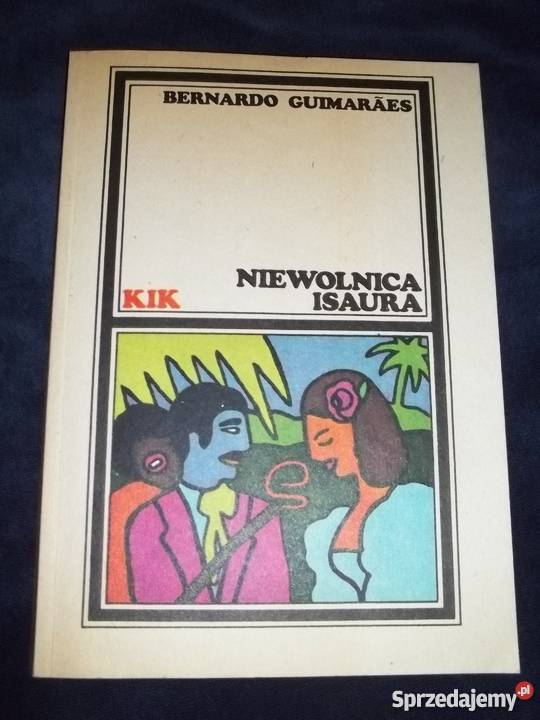 BERNARDO GUIMARÃES
NIEWOLNICA
KIK ISAURA
Sprzedajemy.pl